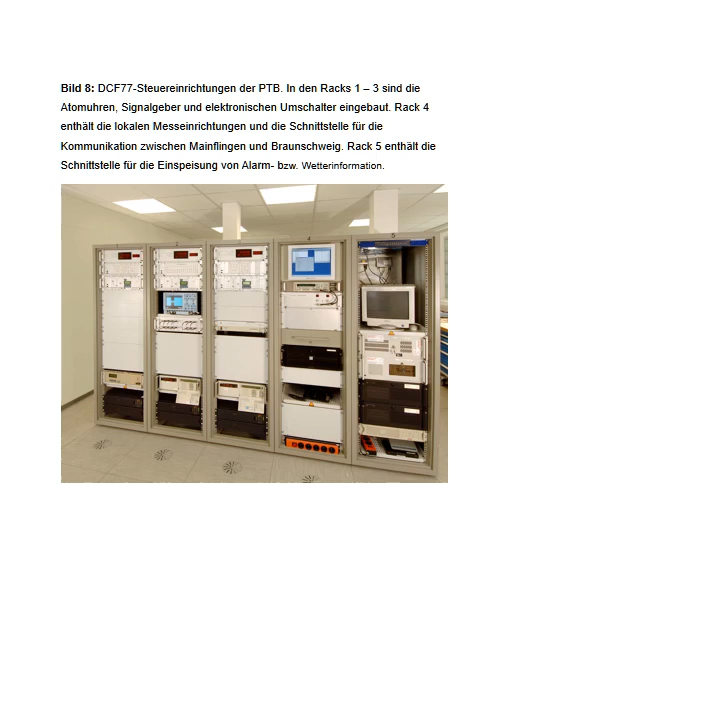 Bild 8: DCF77-Steuereinrichtungen der PTB. In den Racks 1 – 3 sind die
Atomuhren, Signalgeber und elektronischen Umschalter eingebaut. Rack 4
enthält die lokalen Messeinrichtungen und die Schnittstelle für die
Kommunikation zwischen Mainflingen und Braunschweig. Rack 5 enthält die
Schnittstelle für die Einspeisung von Alarm- bzw. Wetterinformation.